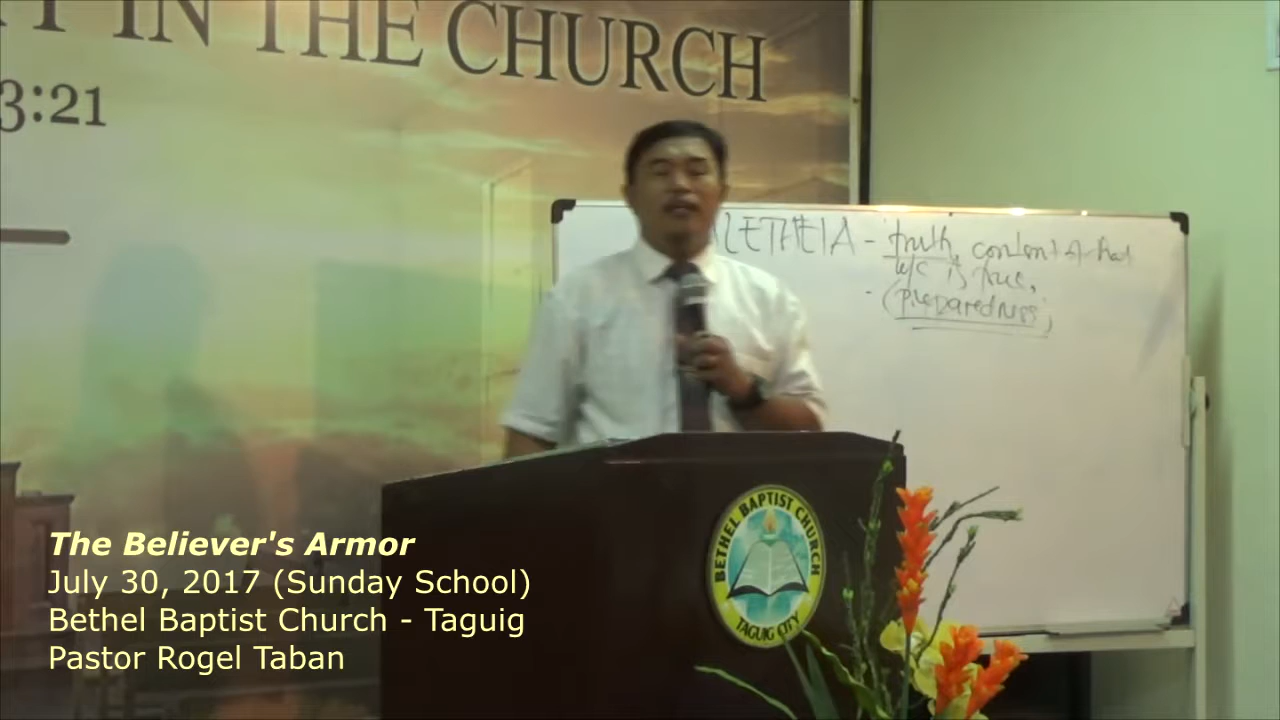 IN THE CHURCH
3:21
ALETHEIA - truth, content of that
w/c is true,
- (preparedness)
BETHEL BAPTIST CHURCH
TAGUIG CITY
The Believer's Armor
July 30, 2017 (Sunday School)
Bethel Baptist Church - Taguig
Pastor Rogel Taban